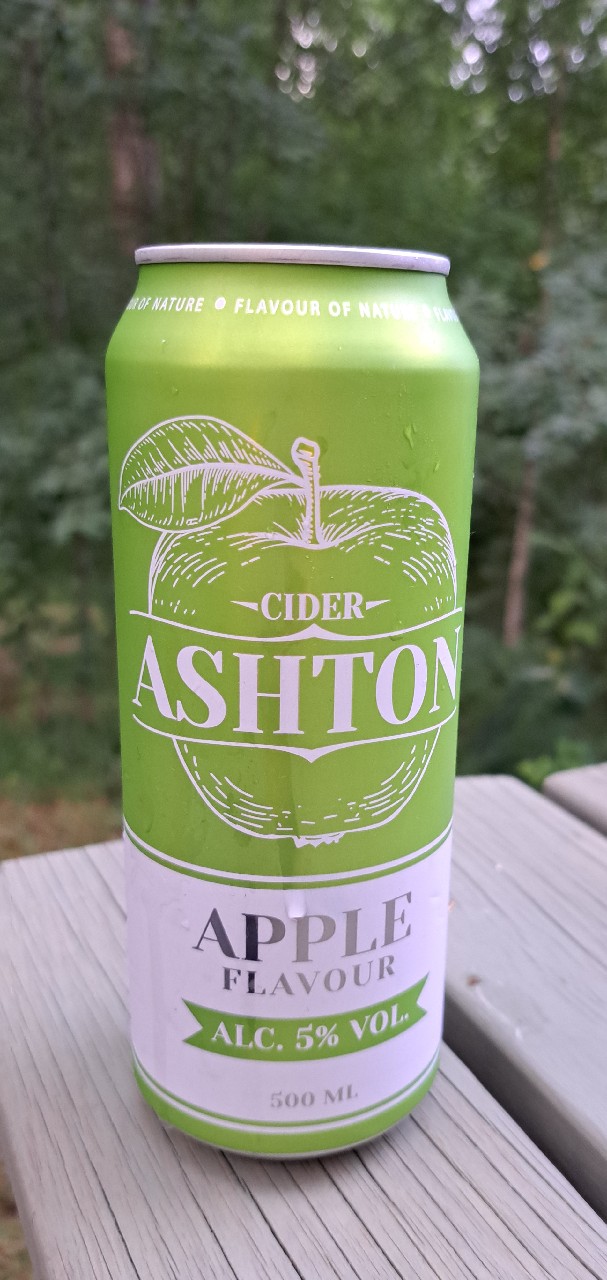 OF NATURE • FLAVOUR OF NATURE
CIDER
ASHTON
APPLE
FLAVOUR
ALC. 5% VOL.
500 ML